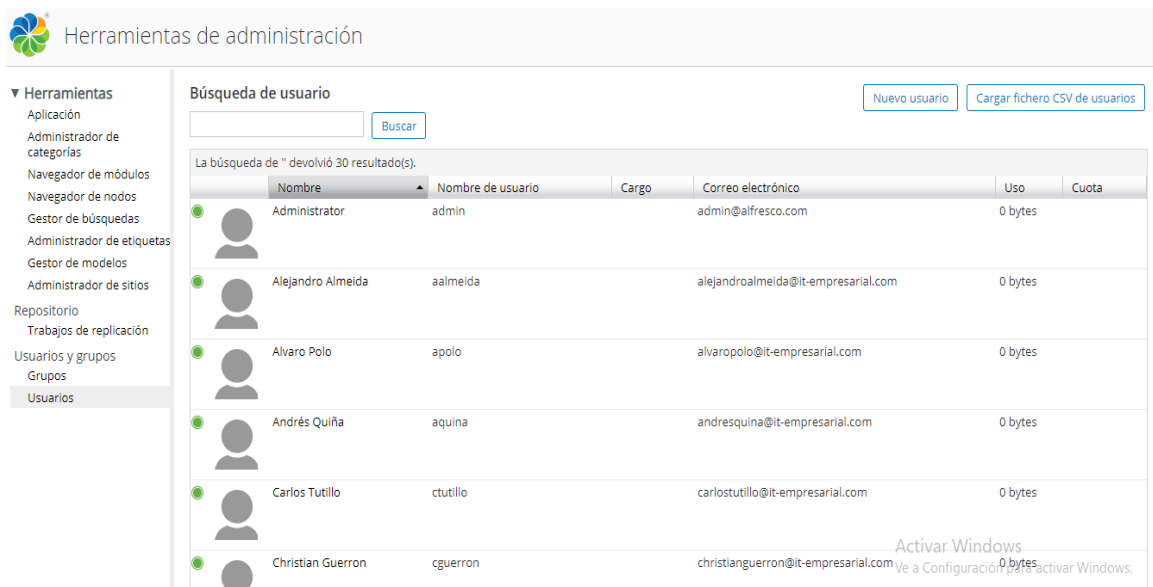 Herramientas de administración
▼ Herramientas
Aplicación
Administrador de
categorías
Navegador de módulos
Navegador de nodos
Gestor de búsquedas
Administrador de etiquetas
Gestor de modelos
Administrador de sitios
Repositorio
Trabajos de replicación
Usuarios y grupos
Grupos
Usuarios
Búsqueda de usuario
Nuevo usuario
Cargar fichero CSV de usuarios
Buscar
La búsqueda de '' devolvió 30 resultado(s).
Nombre Nombre de usuario Cargo Correo electrónico Uso Cuota
Administrator admin admin@alfresco.com 0 bytes
Alejandro Almeida aalmeida alejandroalmeida@it-empresarial.com 0 bytes
Alvaro Polo apolo alvaropolo@it-empresarial.com 0 bytes
Andrés Quiña aquina andresquina@it-empresarial.com 0 bytes
Carlos Tutillo ctutillo carlostutillo@it-empresarial.com 0 bytes
Christian Guerron cguerron christianguerron@it-empresarial.com 0 bytes
Activar Windows
Ve a Configuración para activar Windows.